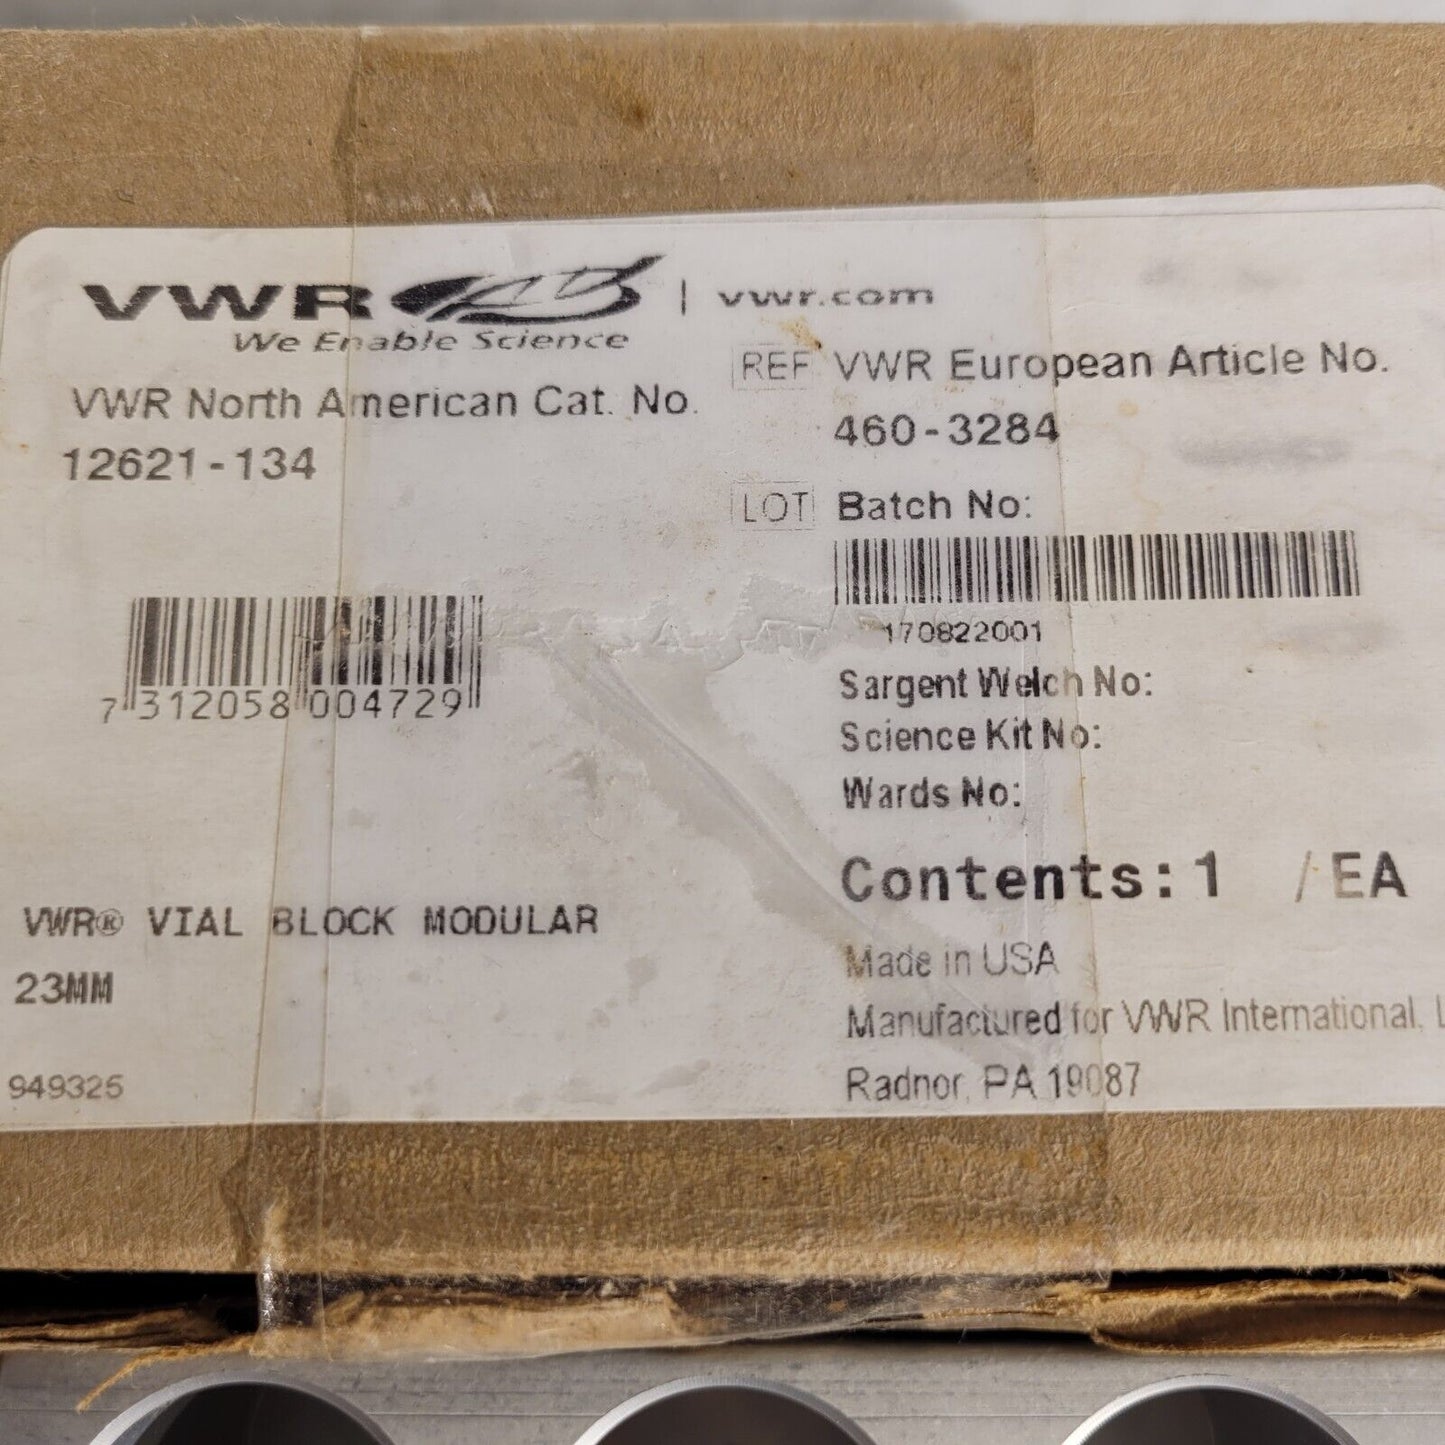 VWR | vwr.com
We Enable Science
VWR North American Cat. No.
12621-134
REF VWR European Article No.
460-3284
LOT Batch No:
170822001
7 312058 004729
Sargent Welch No:
Science Kit No:
Wards No:
Contents: 1 / EA
VWR® VIAL BLOCK MODULAR
23MM
949325
Made in USA
Manufactured for VWR International, L
Radnor, PA 19087